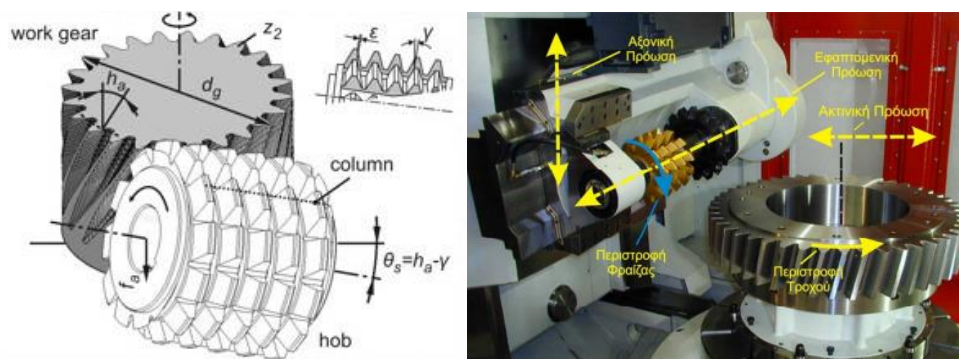 work gear
z₂
hₐ
d_g
ε
γ
column
θₛ=hₐ-γ
fₐ
hob
Αξονική
Πρόωση
Εφαπτομενική
Πρόωση
Ακτινική Πρόωση
Περιστροφή
Φραίζας
Περιστροφή
Τροχού